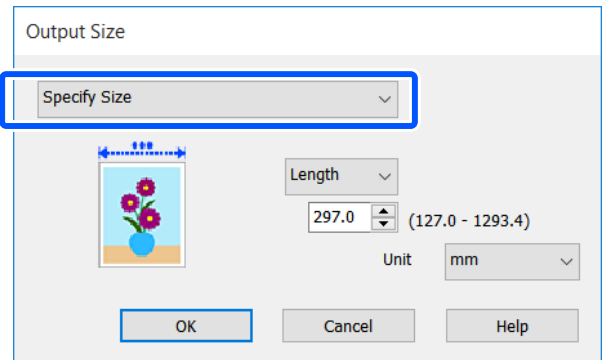 Output Size
Specify Size
Length
297.0 (127.0 - 1293.4)
Unit mm
OK Cancel Help